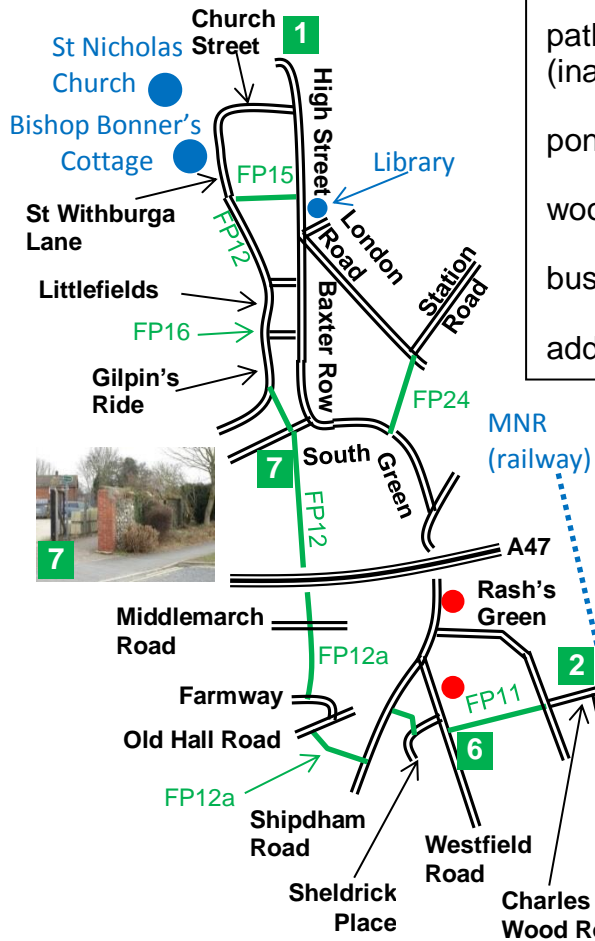 Church
Street
1
St Nicholas
Church
Bishop Bonner's
Cottage
High Street
FP15
Library
St Withburga
Lane
FP12
London
Road
Station
Road
Littlefields
Baxter Row
FP16
Gilpin's
Ride
FP24
MNR
(railway)
7
South
Green
7
FP12
A47
Rash's
Green
Middlemarch
Road
FP12a
2
Farmway
FP11
Old Hall Road
6
FP12a
Shipdham
Road
Westfield
Road
Sheldrick
Place
Charles
Wood
path
(ina
pon
woo
bus
add